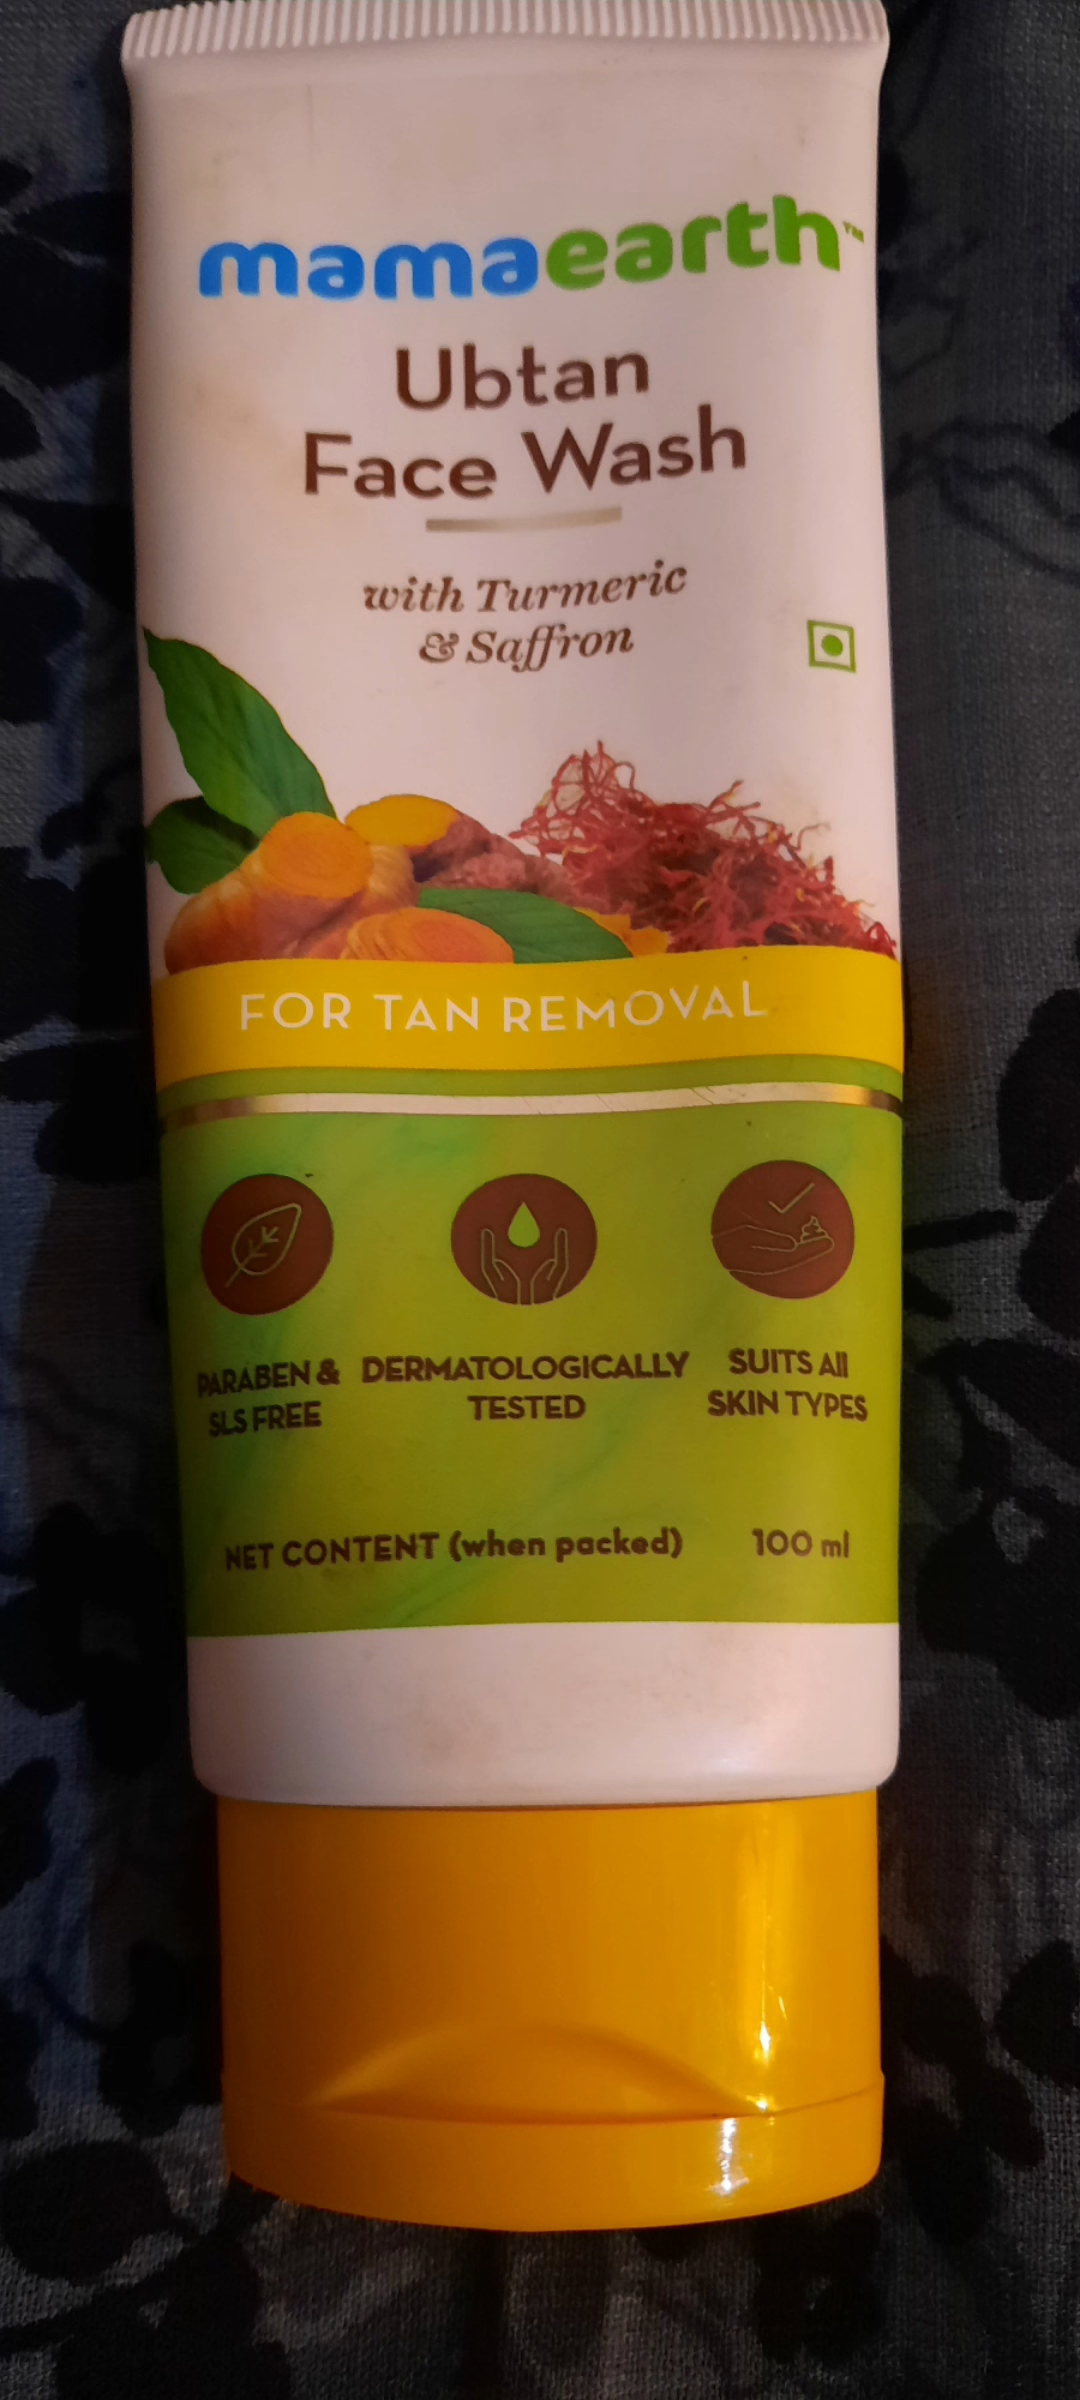 mamaearth™
Ubtan
Face Wash
with Turmeric
& Saffron
FOR TAN REMOVAL
PARABEN &
SLS FREE
DERMATOLOGICALLY
TESTED
SUITS All
SKIN TYPES
NET CONTENT (when packed) 100 ml